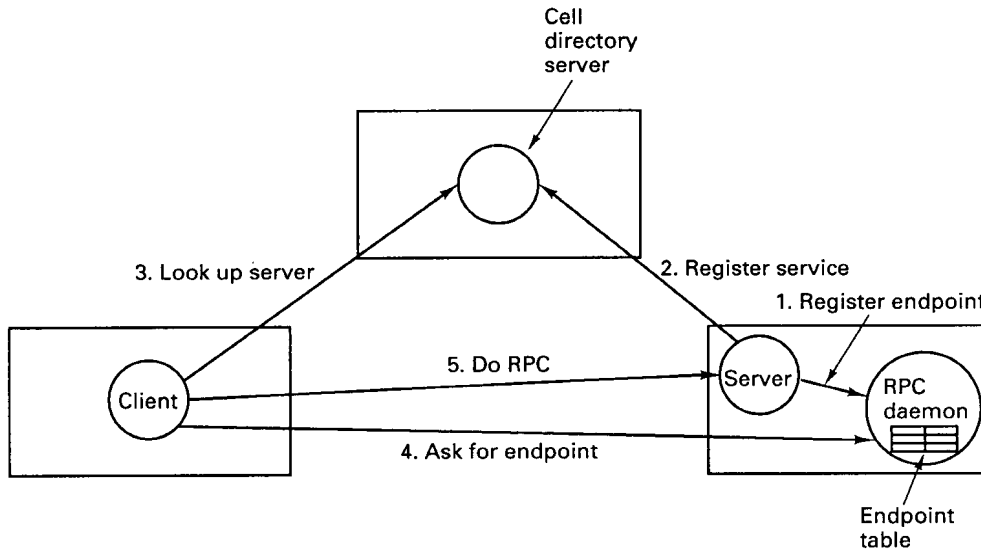 Cell
directory
server
3. Look up server
2. Register service
1. Register endpoint
5. Do RPC
Client
Server
RPC
daemon
4. Ask for endpoint
Endpoint
table